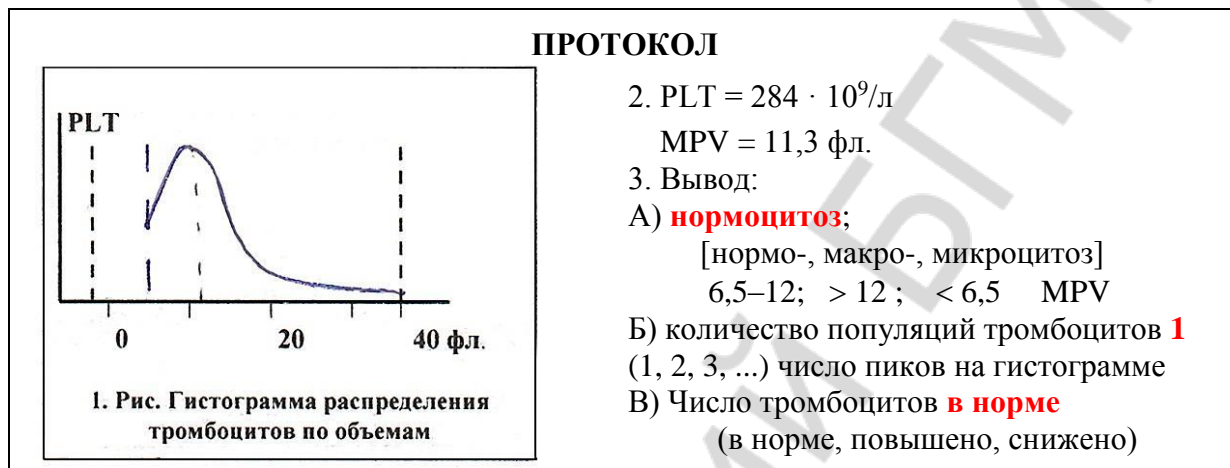 ПРОТОКОЛ
PLT
0 20 40 фл.
1. Рис. Гистограмма распределения
тромбоцитов по объемам
2. PLT = 284 · 10⁹/л
MPV = 11,3 фл.
3. Вывод:
А) нормоцитоз;
[нормо-, макро-, микроцитоз]
6,5–12; > 12 ; < 6,5 MPV
Б) количество популяций тромбоцитов 1
(1, 2, 3, ...) число пиков на гистограмме
В) Число тромбоцитов в норме
(в норме, повышено, снижено)